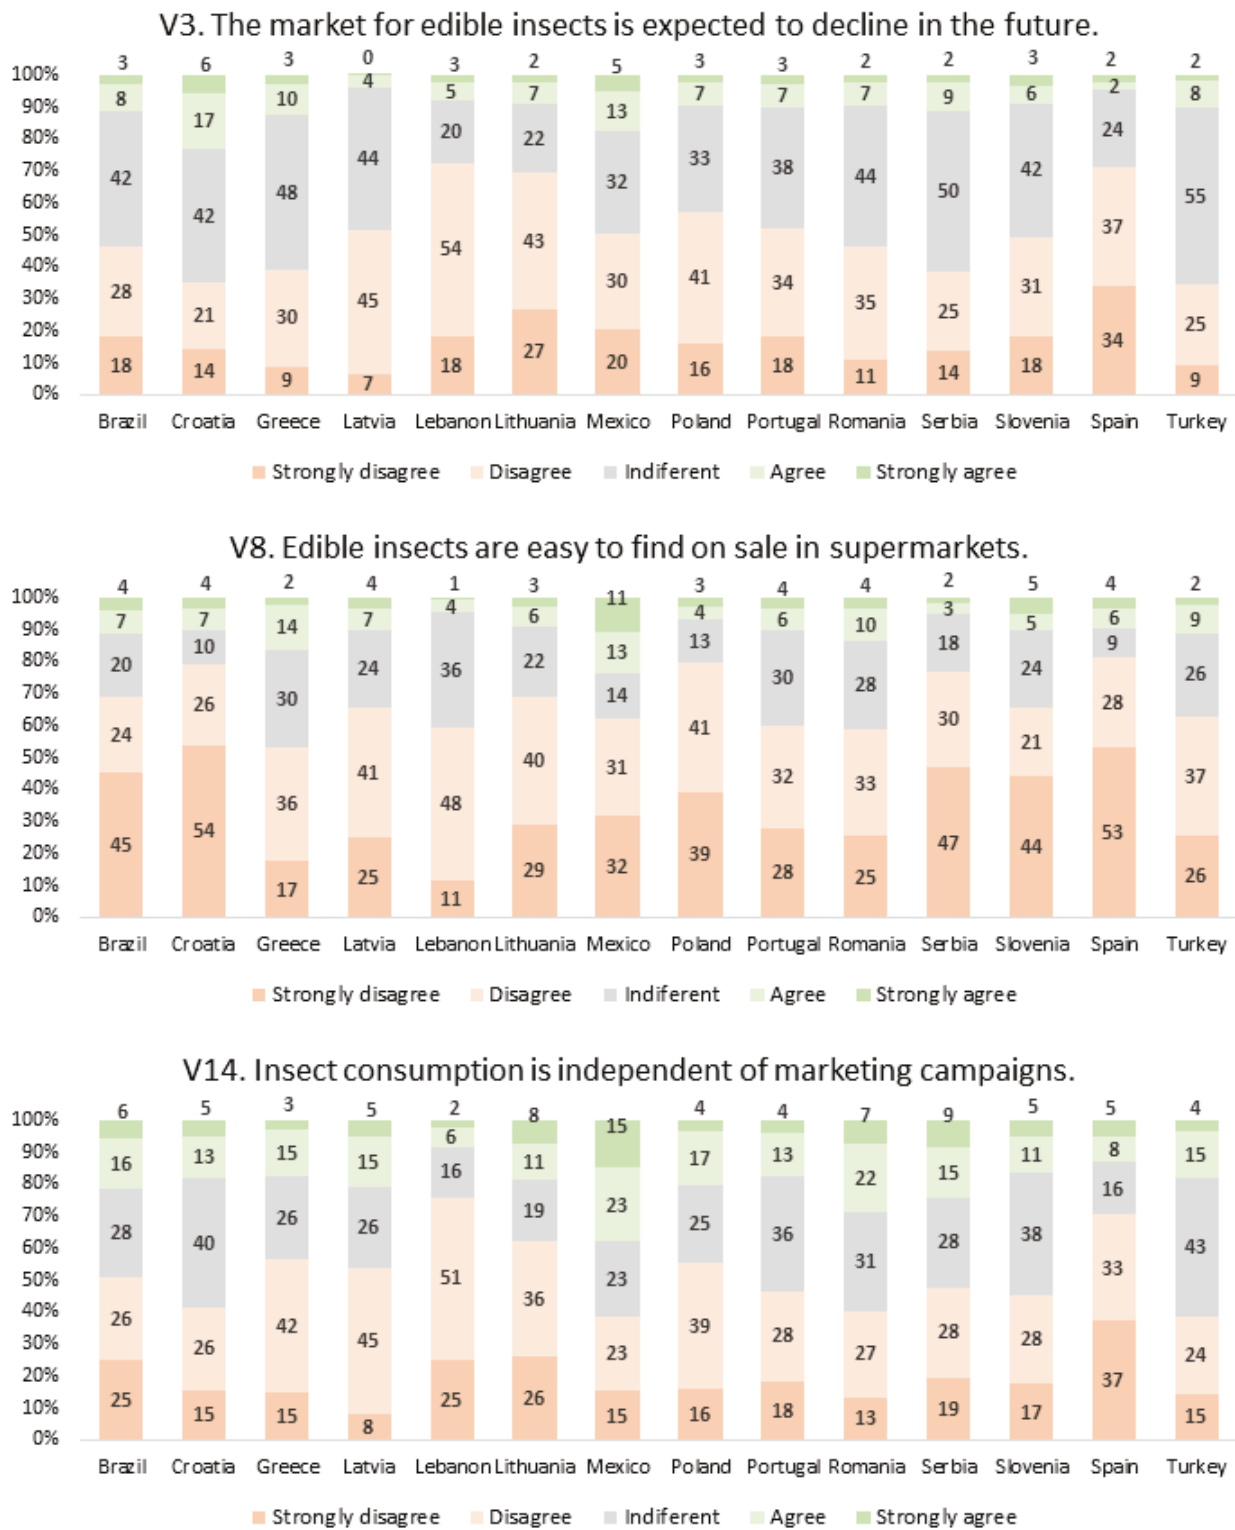 V3. The market for edible insects is expected to decline in the future.
3 6 3 0 3 2 5 3 3 2 2 3 2 2
100%
90%
80%
70%
60%
50%
40%
30%
20%
10%
0%
8 17 10 4 5 7 13 7 7 7 9 6 2 8
42 42 48 44 20 22 32 33 38 44 50 42 24 55
28 21 30 45 54 43 30 41 34 35 25 31 37 25
18 14 9 7 18 27 20 16 18 11 14 18 34 9
Brazil Croatia Greece Latvia Lebanon Lithuania Mexico Poland Portugal Romania Serbia Slovenia Spain Turkey
Strongly disagree Disagree Indiferent Agree Strongly agree
V8. Edible insects are easy to find on sale in supermarkets.
4 4 2 4 1 3 11 3 4 4 2 5 4 2
100%
90%
80%
70%
60%
50%
40%
30%
20%
10%
0%
7 7 14 7 4 6 13 4 6 10 3 5 6 9
20 10 30 24 36 22 14 13 30 28 18 24 9 26
24 26 36 41 48 40 31 41 32 33 30 21 28 37
45 54 17 25 11 29 32 39 28 25 47 44 53 26
Brazil Croatia Greece Latvia Lebanon Lithuania Mexico Poland Portugal Romania Serbia Slovenia Spain Turkey
Strongly disagree Disagree Indiferent Agree Strongly agree
V14. Insect consumption is independent of marketing campaigns.
6 5 3 5 2 8 15 4 4 7 9 5 5 4
100%
90%
80%
70%
60%
50%
40%
30%
20%
10%
0%
16 13 15 15 6 11 23 17 13 22 15 11 8 15
28 40 26 26 16 19 23 25 36 31 28 38 16 43
26 26 42 45 51 36 23 39 28 27 28 28 33 24
25 15 15 8 25 26 15 16 18 13 19 17 37 15
Brazil Croatia Greece Latvia Lebanon Lithuania Mexico Poland Portugal Romania Serbia Slovenia Spain Turkey
Strongly disagree Disagree Indiferent Agree Strongly agree